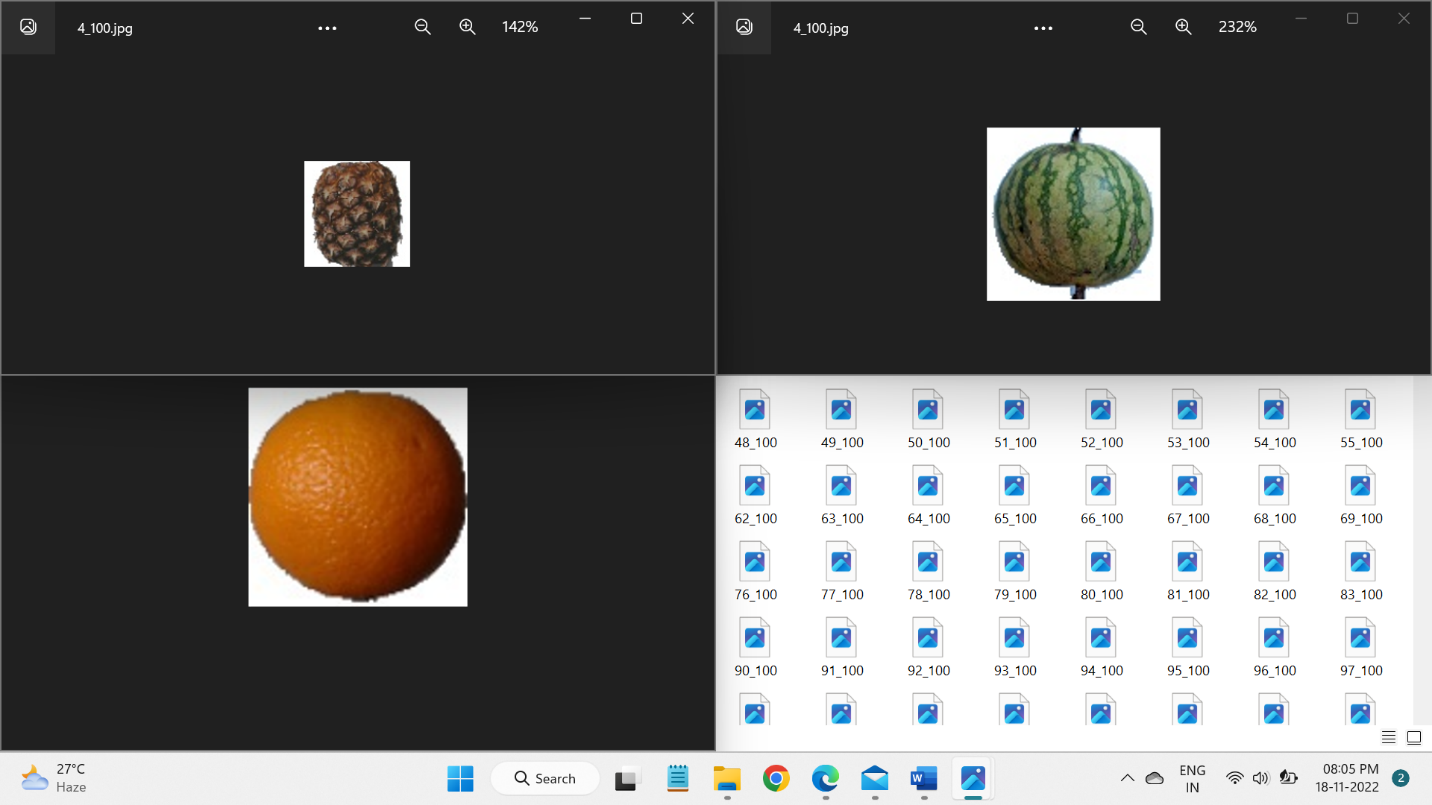 4_100.jpg
142%
4_100.jpg
232%
48_100 49_100 50_100 51_100 52_100 53_100 54_100 55_100
62_100 63_100 64_100 65_100 66_100 67_100 68_100 69_100
76_100 77_100 78_100 79_100 80_100 81_100 82_100 83_100
90_100 91_100 92_100 93_100 94_100 95_100 96_100 97_100
27°C
Haze
Search
W
ENG
IN
08:05 PM
18-11-2022
2